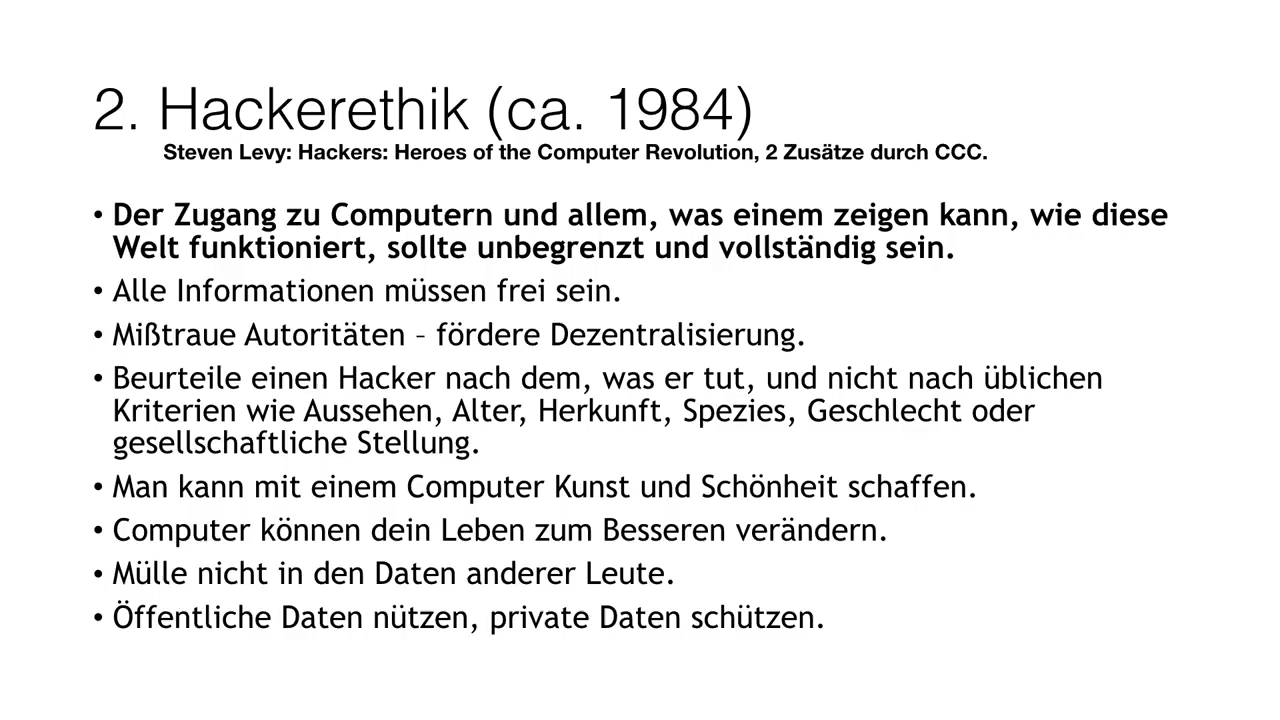 2. Hackerethik (ca. 1984)
Steven Levy: Hackers: Heroes of the Computer Revolution, 2 Zusätze durch CCC.
• Der Zugang zu Computern und allem, was einem zeigen kann, wie diese
Welt funktioniert, sollte unbegrenzt und vollständig sein.
• Alle Informationen müssen frei sein.
• Mißtraue Autoritäten – fördere Dezentralisierung.
• Beurteile einen Hacker nach dem, was er tut, und nicht nach üblichen
Kriterien wie Aussehen, Alter, Herkunft, Spezies, Geschlecht oder
gesellschaftliche Stellung.
• Man kann mit einem Computer Kunst und Schönheit schaffen.
• Computer können dein Leben zum Besseren verändern.
• Mülle nicht in den Daten anderer Leute.
• Öffentliche Daten nützen, private Daten schützen.